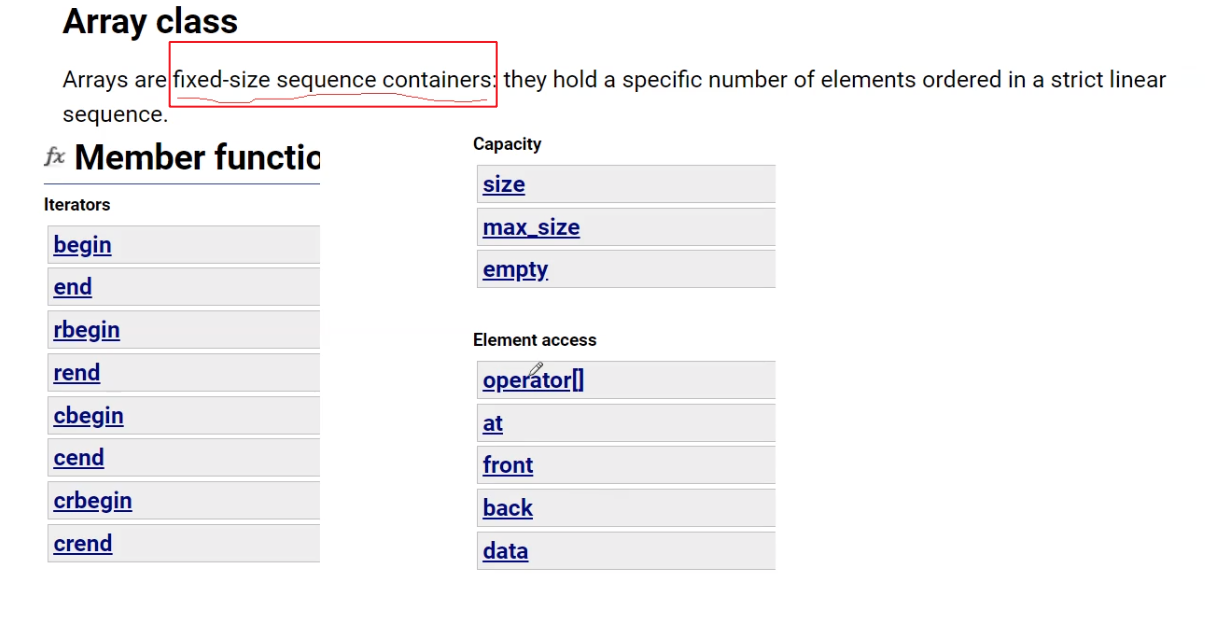 Array class
Arrays are fixed-size sequence containers: they hold a specific number of elements ordered in a strict linear
sequence.
fx Member functio
Iterators
begin
end
rbegin
rend
cbegin
cend
crbegin
crend
Capacity
size
max_size
empty
Element access
operator[]
at
front
back
data